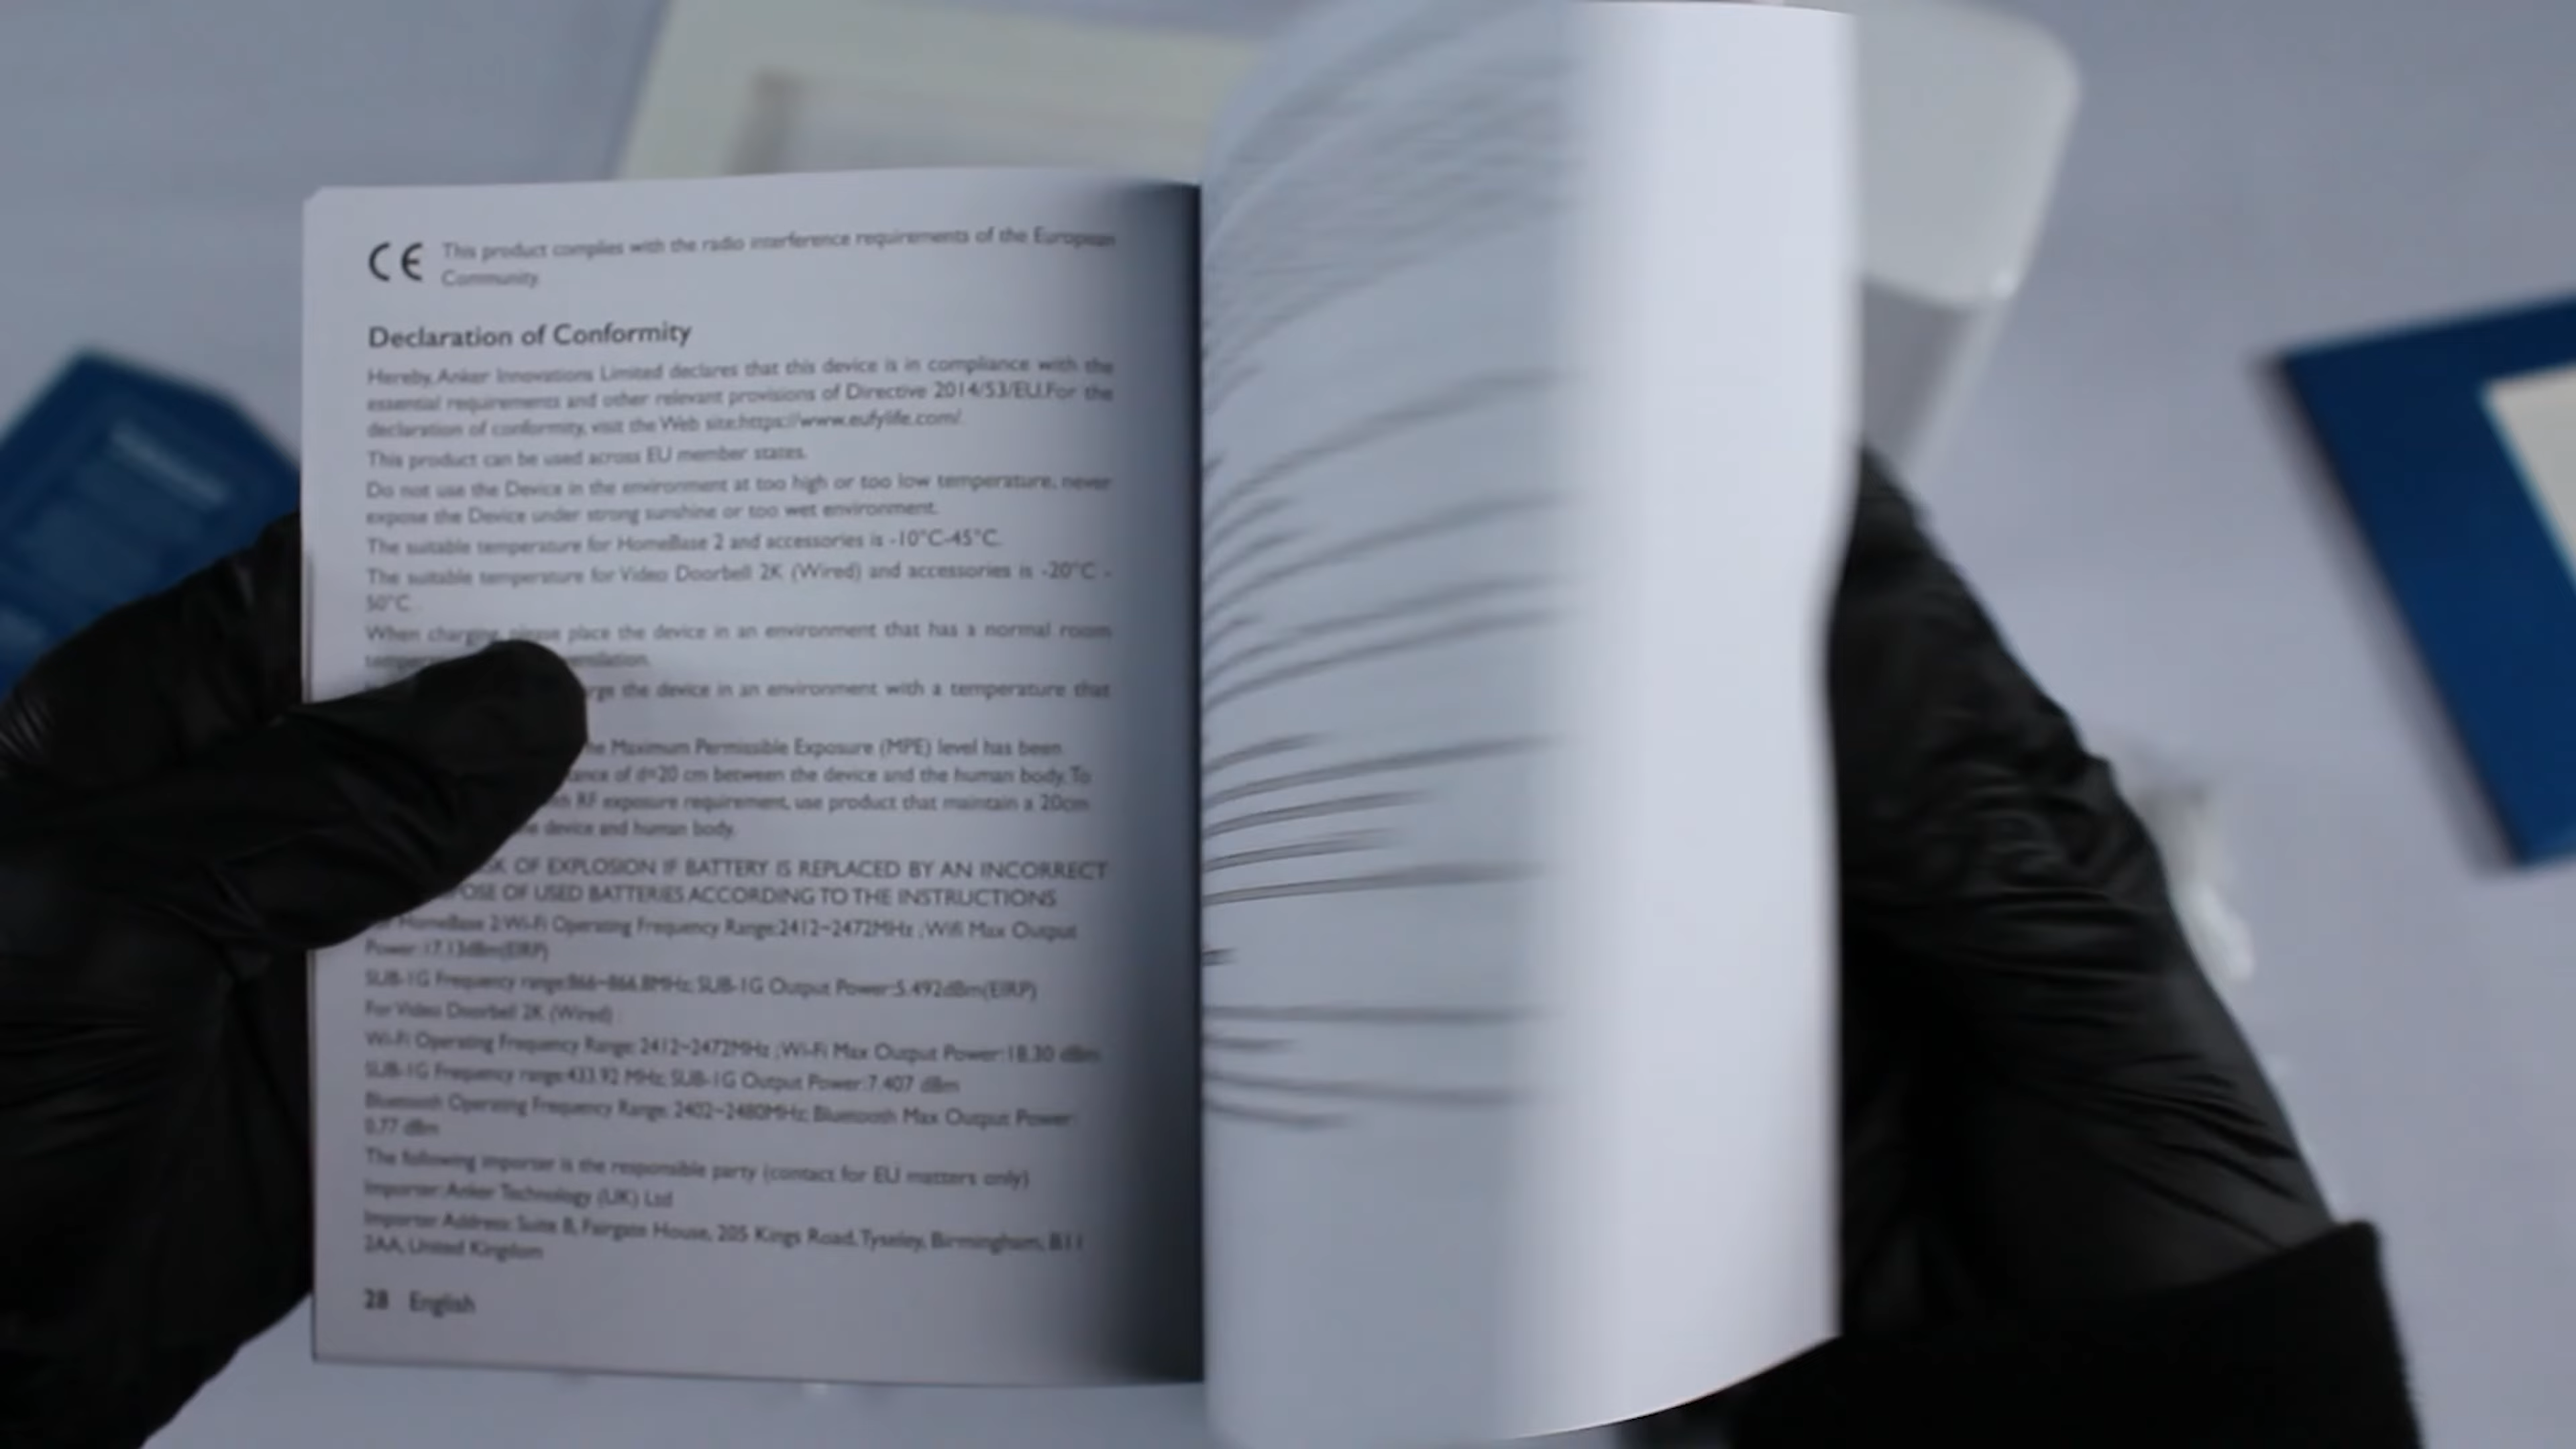 CE This product complies with the radio interference requirements of the European
Community.
Declaration of Conformity
Hereby, Anker Innovations Limited declares that this device is in compliance with the
essential requirements and other relevant provisions of Directive 2014/53/EU.For the
declaration of conformity, visit the Web site:https://www.eufylife.com/.
This product can be used across EU member states.
Do not use the Device in the environment at too high or too low temperature, never
expose the Device under strong sunshine or too wet environment.
The suitable temperature for HomeBase 2 and accessories is -10°C-45°C.
The suitable temperature for Video Doorbell 2K (Wired) and accessories is -20°C -
50°C .
When charging, please place the device in an environment that has a normal room
the device in an environment with a temperature that
Maximum Permissible Exposure (MPE) level has been
of d=20 cm between the device and the human body. To
RF exposure requirement, use product that maintain a 20cm
device and human body.
OF EXPLOSION IF BATTERY IS REPLACED BY AN INCORRECT
OF USED BATTERIES ACCORDING TO THE INSTRUCTIONS
HomeBase 2:Wi-Fi Operating Frequency Range:2412~2472MHz ; Wifi Max Output
Power:17.13dBm(EIRP)
SUB-1G Frequency range:866~866.8MHz; SUB-1G Output Power:5.492dBm(EIRP)
For Video Doorbell 2K (Wired)
Wi-Fi Operating Frequency Range: 2412~2472MHz ; Wi-Fi Max Output Power:18.30 dBm
SUB-1G Frequency range:433.92 MHz; SUB-1G Output Power:7.407 dBm
Bluetooth Operating Frequency Range: 2402~2480MHz; Bluetooth Max Output Power:
0.77 dBm
The following importer is the responsible party (contact for EU matters only)
Importer: Anker Technology (UK) Ltd
Importer Address: Suite B, Fairgate House, 205 Kings Road, Tyseley, Birmingham, B11
2AA, United Kingdom
28 English